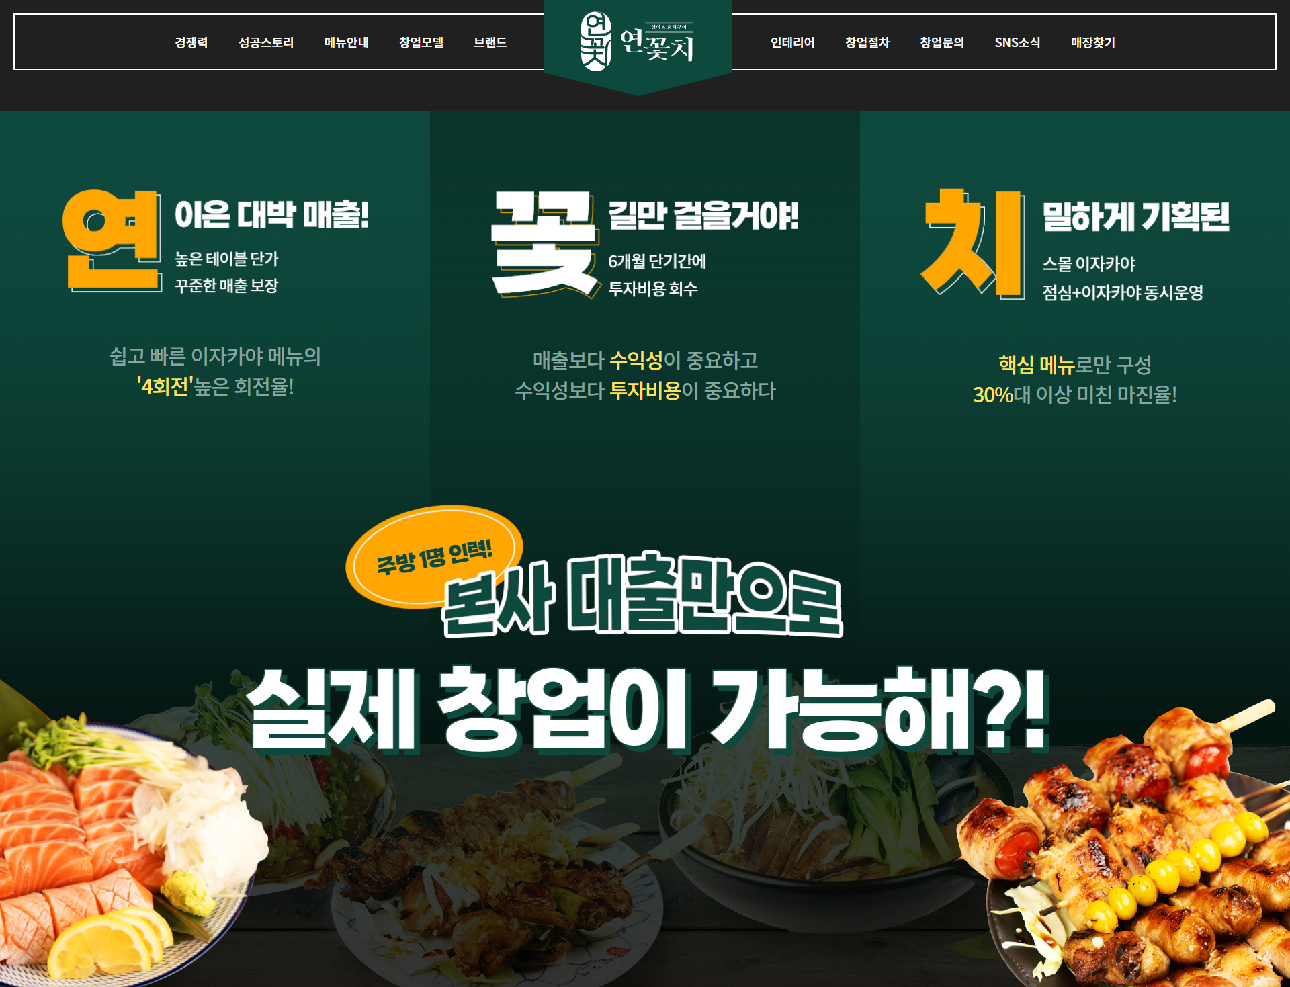 경쟁력 성공스토리 메뉴안내 창업모델 브랜드
연꽃치
연꽃치
인테리어 창업절차 창업문의 SNS소식 매장찾기
연 이은 대박 매출!
높은 테이블 단가
꾸준한 매출 보장
쉽고 빠른 이자카야 메뉴의
'4회전'높은 회전율!
꽃 길만 걸을거야!
6개월 단기간에
투자비용 회수
매출보다 수익성이 중요하고
수익성보다 투자비용이 중요하다
치 밀하게 기획된
스몰 이자카야
점심+이자카야 동시운영
핵심 메뉴로만 구성
30%대 이상 미친 마진율!
주방 1명 인력!
본사 대출만으로
실제 창업이 가능해?!